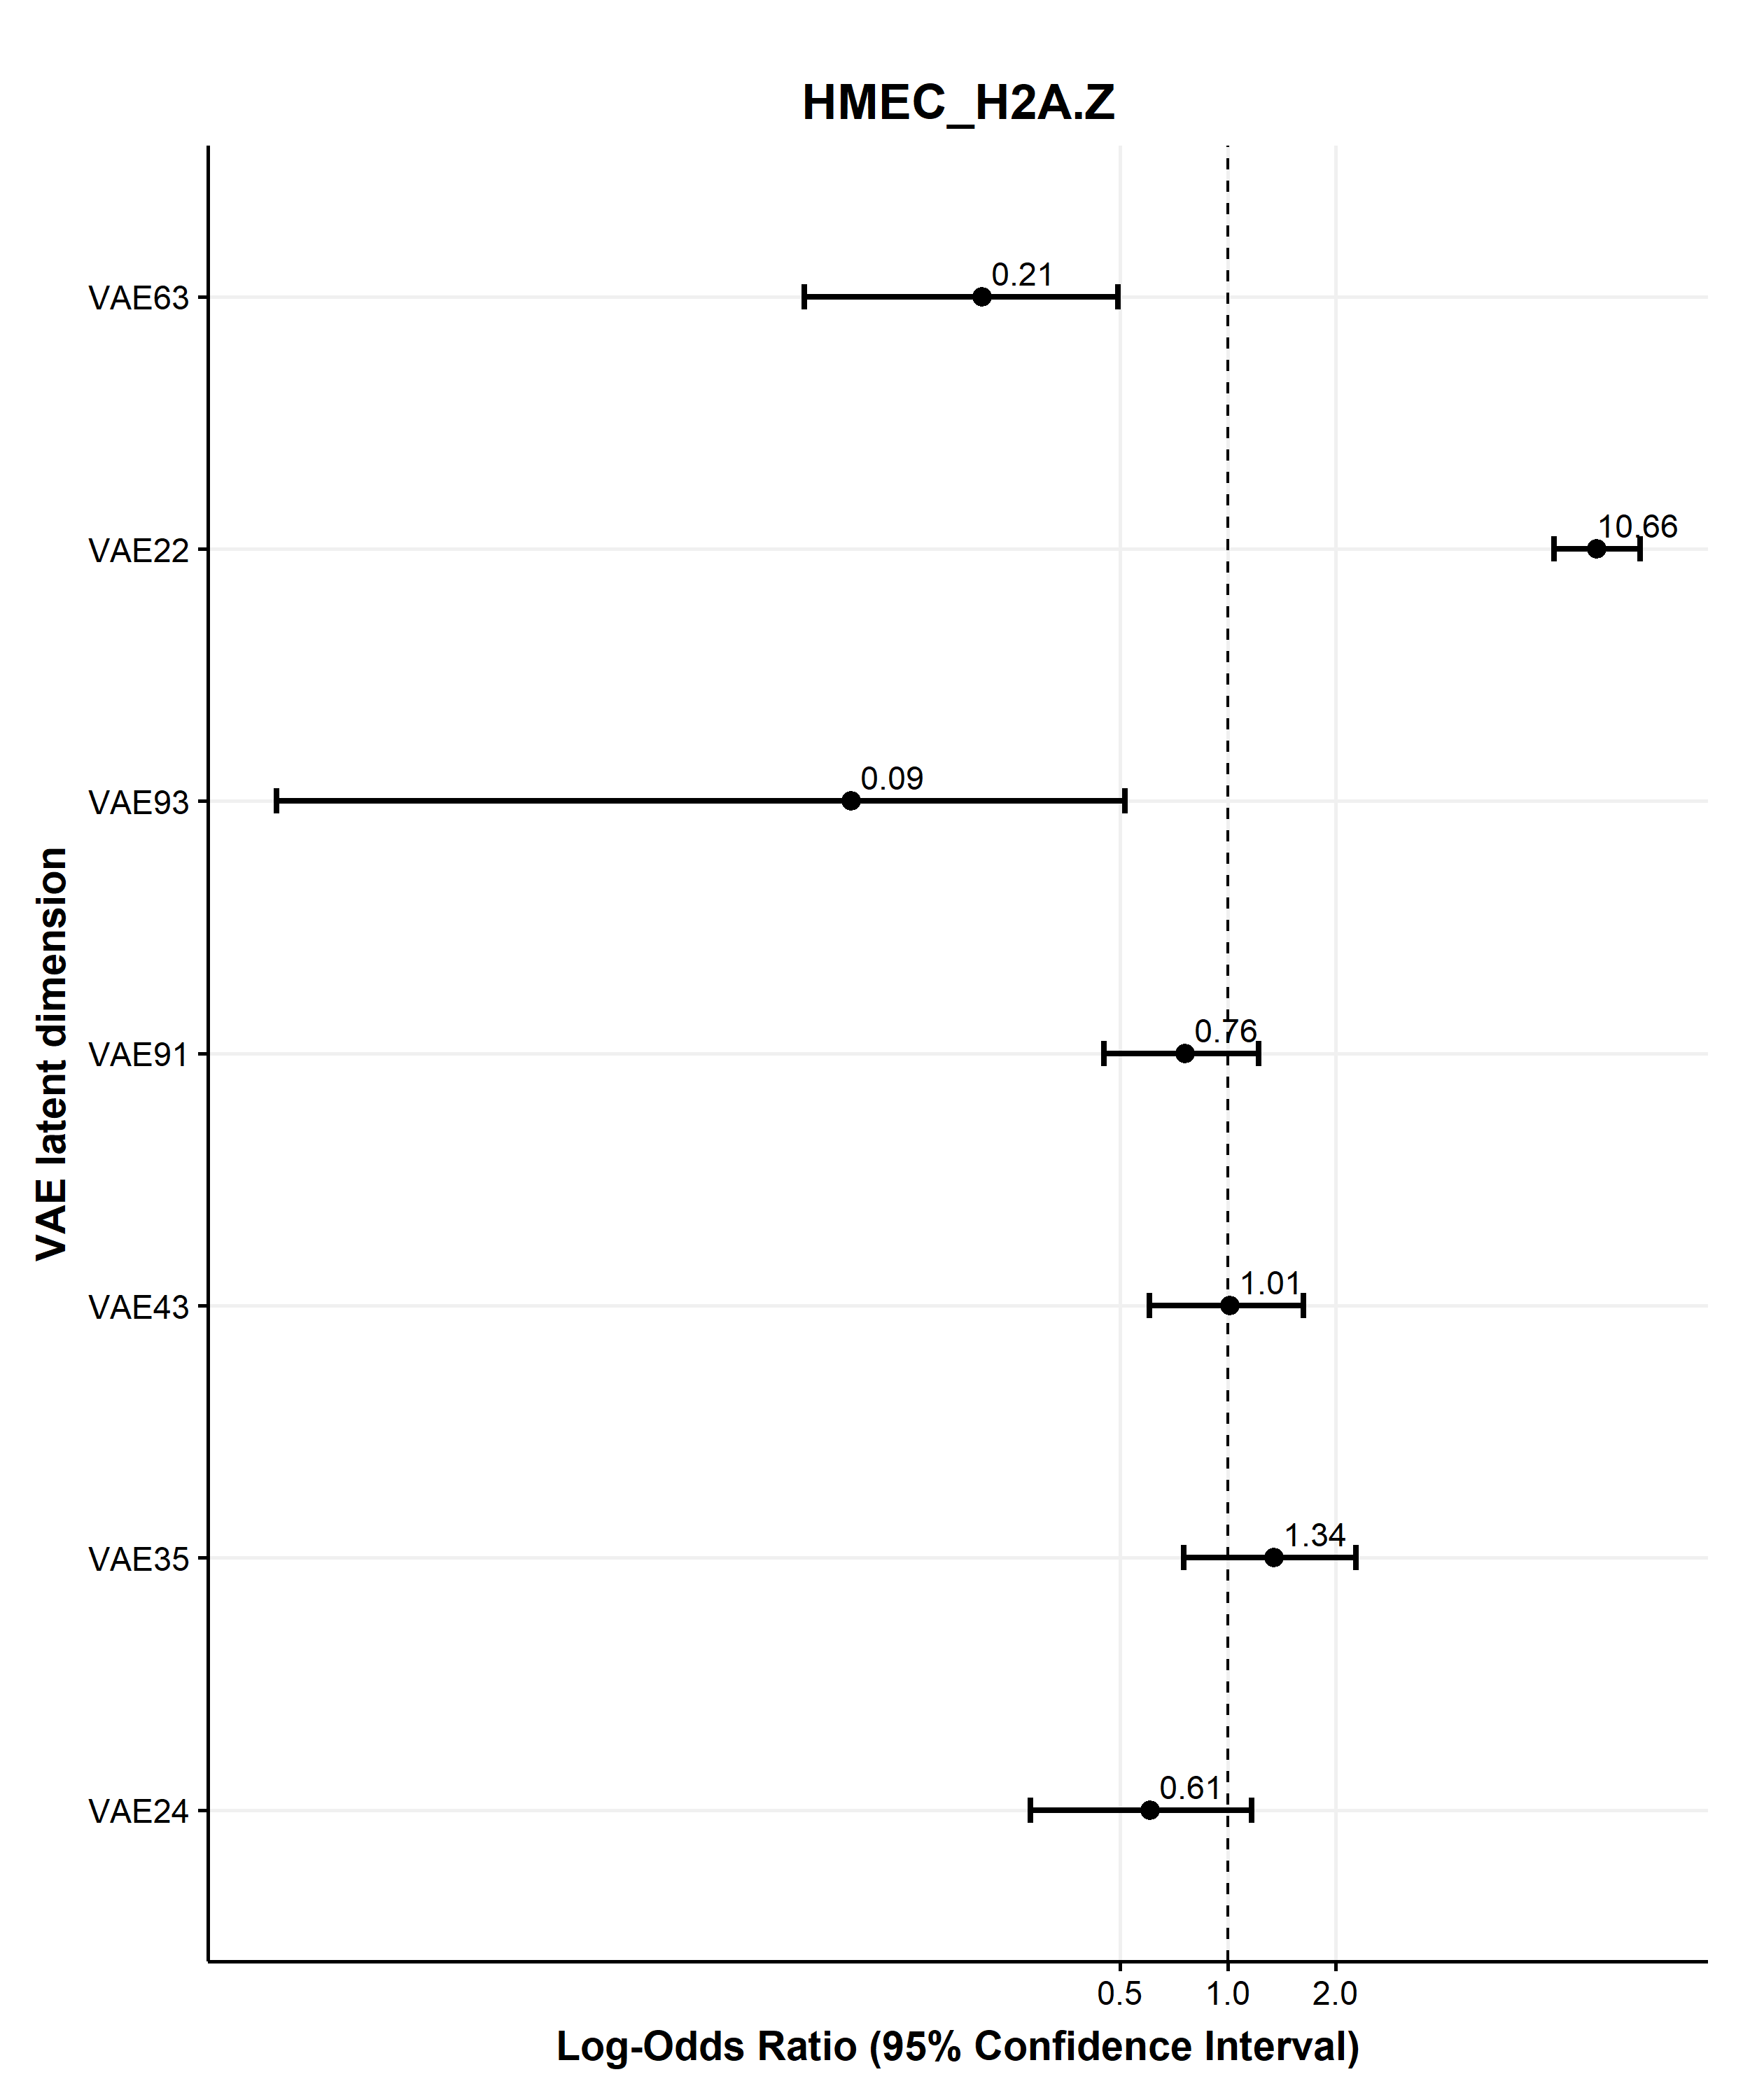 HMEC_H2A.Z
VAE latent dimension
VAE63
0.21
VAE22
10.66
VAE93
0.09
VAE91
0.76
VAE43
1.01
VAE35
1.34
VAE24
0.61
0.5 1.0 2.0
Log-Odds Ratio (95% Confidence Interval)